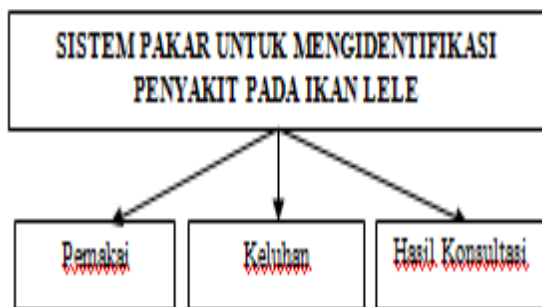 SISTEM PAKAR UNTUK MENGIDENTIFIKASI
PENYAKIT PADA IKAN LELE
Pemakai
Keluhan
Hasil Konsultasi